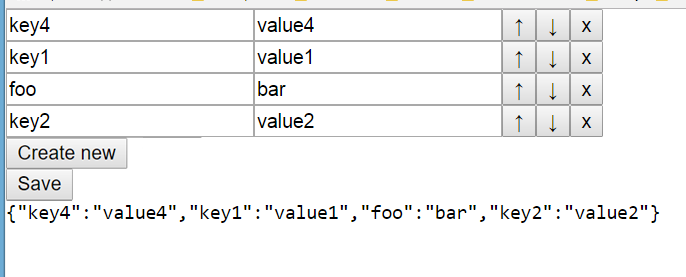 key4 value4 ↑ ↓ x
key1 value1 ↑ ↓ x
foo bar ↑ ↓ x
key2 value2 ↑ ↓ x
Create new
Save
{"key4":"value4","key1":"value1","foo":"bar","key2":"value2"}